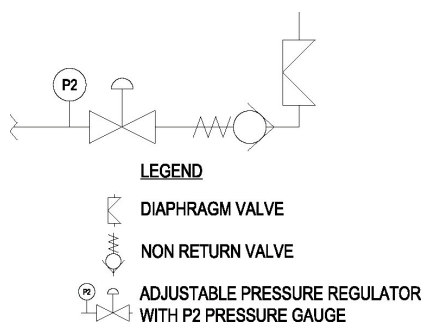 P2
LEGEND
DIAPHRAGM VALVE
NON RETURN VALVE
P2
ADJUSTABLE PRESSURE REGULATOR
WITH P2 PRESSURE GAUGE